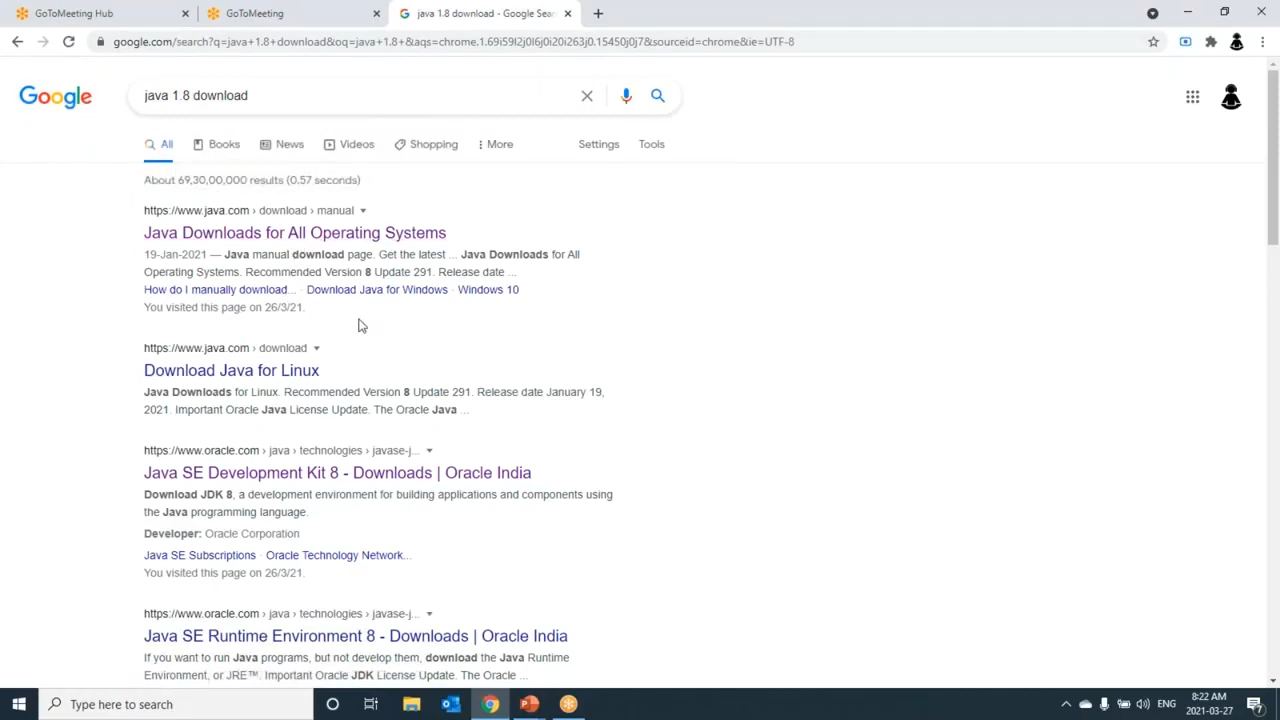 GoToMeeting Hub
GoToMeeting
java 1.8 download - Google Sear
google.com/search?q=java+1.8+download&oq=java+1.8+&aqs=chrome.1.69i59l2j0l6j0i20i263j0.15450j0j7&sourceid=chrome&ie=UTF-8
Google
java 1.8 download
All Books News Videos Shopping More Settings Tools
About 69,30,00,000 results (0.57 seconds)
https://www.java.com › download › manual
Java Downloads for All Operating Systems
19-Jan-2021 — Java manual download page. Get the latest ... Java Downloads for All
Operating Systems. Recommended Version 8 Update 291. Release date ...
How do I manually download... · Download Java for Windows · Windows 10
You visited this page on 26/3/21.
https://www.java.com › download
Download Java for Linux
Java Downloads for Linux. Recommended Version 8 Update 291. Release date January 19,
2021. Important Oracle Java License Update. The Oracle Java ...
https://www.oracle.com › java › technologies › javase-j...
Java SE Development Kit 8 - Downloads | Oracle India
Download JDK 8, a development environment for building applications and components using
the Java programming language.
Developer: Oracle Corporation
Java SE Subscriptions · Oracle Technology Network...
You visited this page on 26/3/21.
https://www.oracle.com › java › technologies › javase-j...
Java SE Runtime Environment 8 - Downloads | Oracle India
If you want to run Java programs, but not develop them, download the Java Runtime
Environment, or JRE™. Important Oracle JDK License Update. The Oracle ...
Type here to search
ENG
8:22 AM
2021-03-27